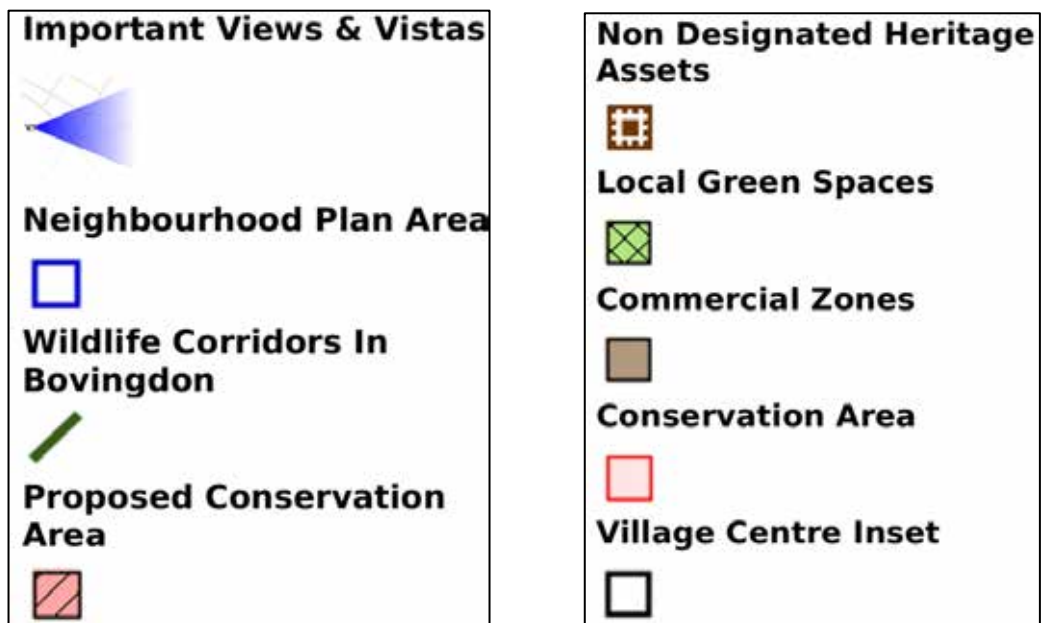 Important Views & Vistas
Neighbourhood Plan Area
Wildlife Corridors In
Bovingdon
Proposed Conservation
Area
Non Designated Heritage
Assets
Local Green Spaces
Commercial Zones
Conservation Area
Village Centre Inset